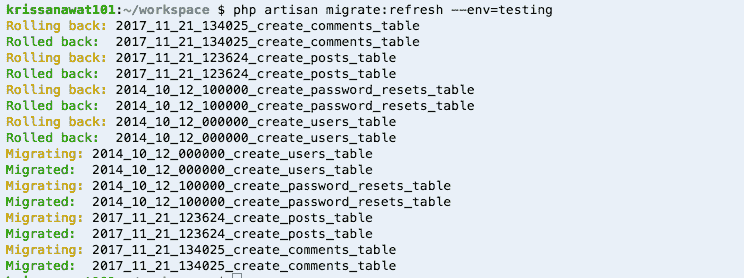 krissanawat101:~/workspace $ php artisan migrate:refresh --env=testing
Rolling back: 2017_11_21_134025_create_comments_table
Rolled back:  2017_11_21_134025_create_comments_table
Rolling back: 2017_11_21_123624_create_posts_table
Rolled back:  2017_11_21_123624_create_posts_table
Rolling back: 2014_10_12_100000_create_password_resets_table
Rolled back:  2014_10_12_100000_create_password_resets_table
Rolling back: 2014_10_12_000000_create_users_table
Rolled back:  2014_10_12_000000_create_users_table
Migrating: 2014_10_12_000000_create_users_table
Migrated:  2014_10_12_000000_create_users_table
Migrating: 2014_10_12_100000_create_password_resets_table
Migrated:  2014_10_12_100000_create_password_resets_table
Migrating: 2017_11_21_123624_create_posts_table
Migrated:  2017_11_21_123624_create_posts_table
Migrating: 2017_11_21_134025_create_comments_table
Migrated:  2017_11_21_134025_create_comments_table